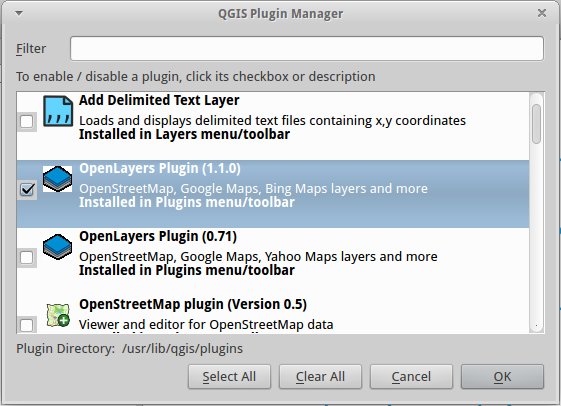 QGIS Plugin Manager
Filter
To enable / disable a plugin, click its checkbox or description
Add Delimited Text Layer
Loads and displays delimited text files containing x,y coordinates
Installed in Layers menu/toolbar
OpenLayers Plugin (1.1.0)
OpenStreetMap, Google Maps, Bing Maps layers and more
Installed in Plugins menu/toolbar
OpenLayers Plugin (0.71)
OpenStreetMap, Google Maps, Yahoo Maps layers and more
Installed in Plugins menu/toolbar
OpenStreetMap plugin (Version 0.5)
Viewer and editor for OpenStreetMap data
Plugin Directory: /usr/lib/qgis/plugins
Select All Clear All Cancel OK